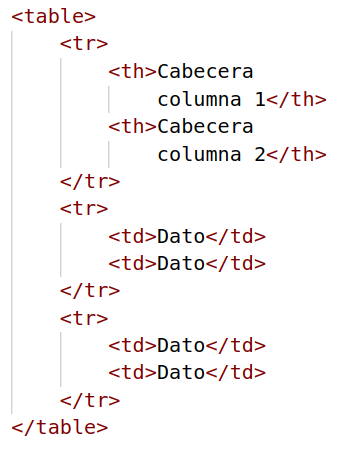 <table>
    <tr>
        <th>Cabecera
            columna 1</th>
        <th>Cabecera
            columna 2</th>
    </tr>
    <tr>
        <td>Dato</td>
        <td>Dato</td>
    </tr>
    <tr>
        <td>Dato</td>
        <td>Dato</td>
    </tr>
</table>